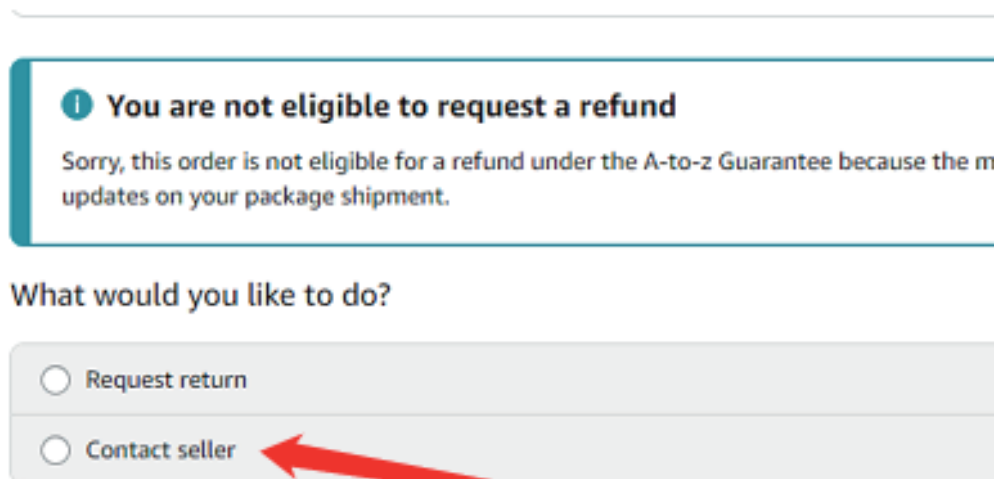 You are not eligible to request a refund
Sorry, this order is not eligible for a refund under the A-to-z Guarantee because the
updates on your package shipment.
What would you like to do?
Request return
Contact seller